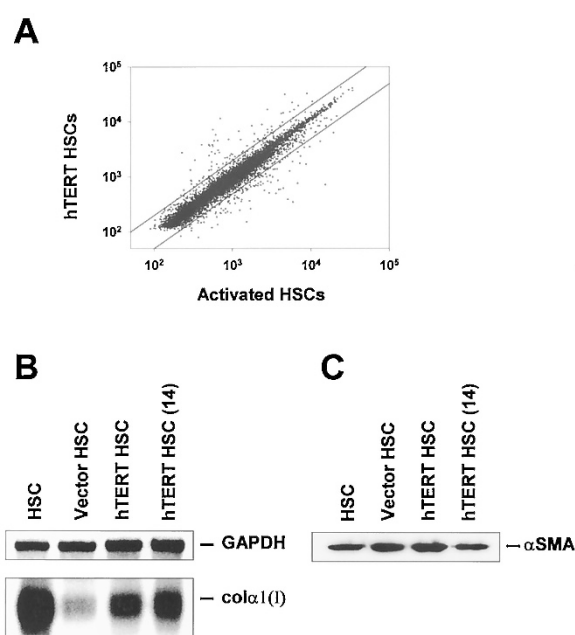 A
hTERT HSCs
10⁵
10⁴
10³
10²
10² 10³ 10⁴ 10⁵
Activated HSCs
B
HSC
Vector HSC
hTERT HSC
hTERT HSC (14)
– GAPDH
– colα1(I)
C
HSC
Vector HSC
hTERT HSC
hTERT HSC (14)
– αSMA